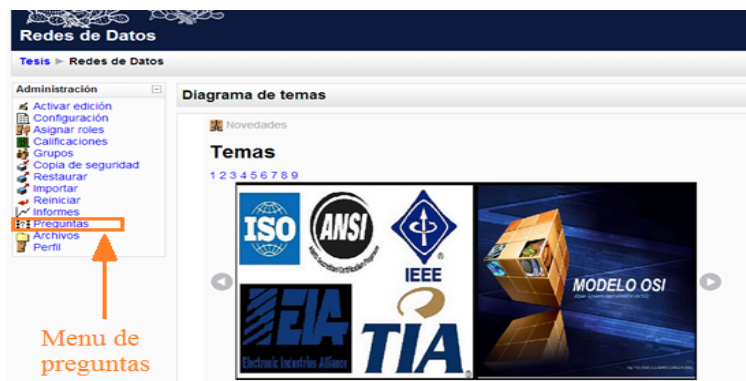 Redes de Datos
Tesis ► Redes de Datos
Administración
Activar edición
Configuración
Asignar roles
Calificaciones
Grupos
Copia de seguridad
Restaurar
Importar
Reiniciar
Informes
Preguntas
Archivos
Perfil
Menu de
preguntas
Diagrama de temas
Novedades
Temas
1 2 3 4 5 6 7 8 9
ISO
ANSI
IEEE
EIA
Electronic Industries Alliance
TIA
MODELO OSI